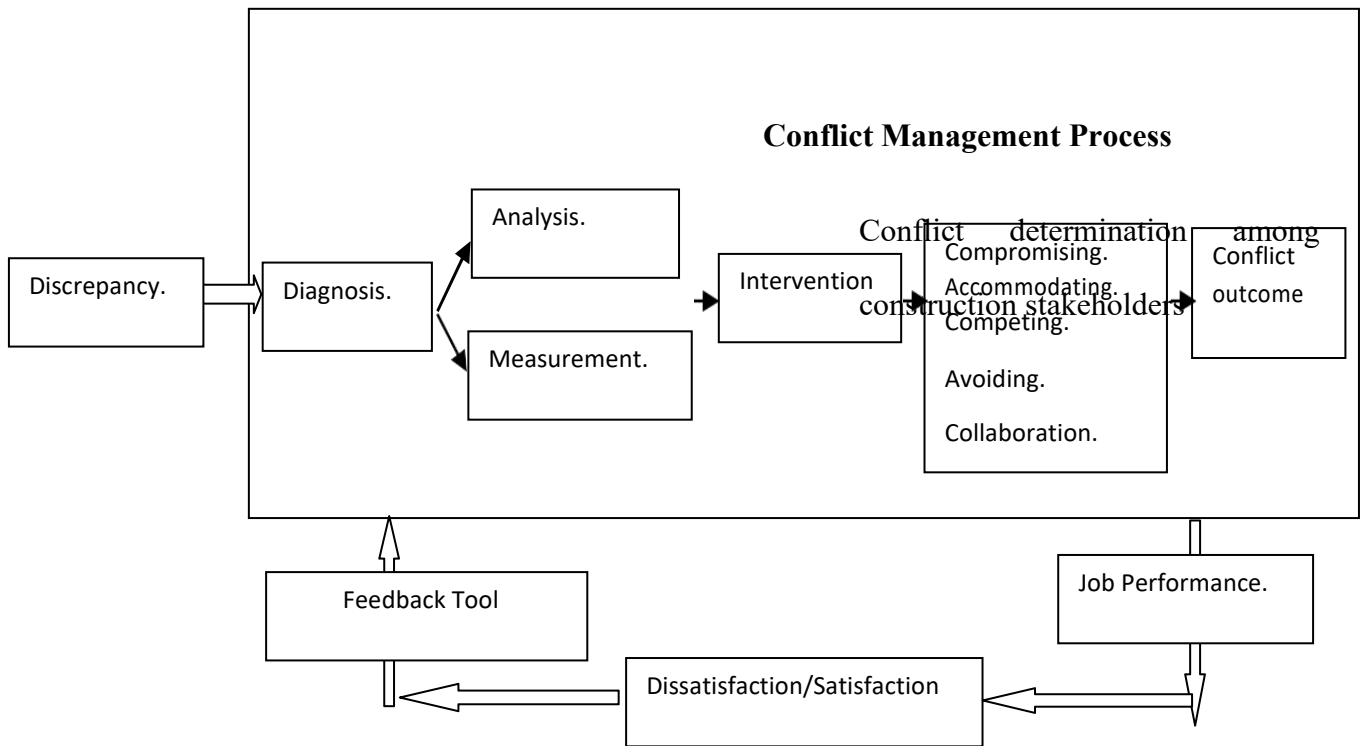 Conflict Management Process
Analysis.
Conflict determination among
construction stakeholders
Compromising.
Accommodating.
Competing.
Avoiding.
Collaboration.
Conflict
outcome
Intervention
Discrepancy.
Diagnosis.
Measurement.
Job Performance.
Feedback Tool
Dissatisfaction/Satisfaction